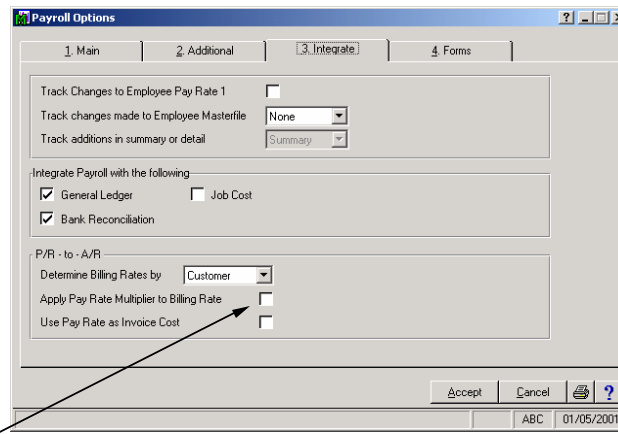 Payroll Options
1. Main 2. Additional 3. Integrate 4. Forms
Track Changes to Employee Pay Rate 1
Track changes made to Employee Masterfile None
Track additions in summary or detail Summary
Integrate Payroll with the following
General Ledger Job Cost
Bank Reconciliation
P/R - to - A/R
Determine Billing Rates by Customer
Apply Pay Rate Multiplier to Billing Rate
Use Pay Rate as Invoice Cost
Accept Cancel ?
ABC 01/05/2001